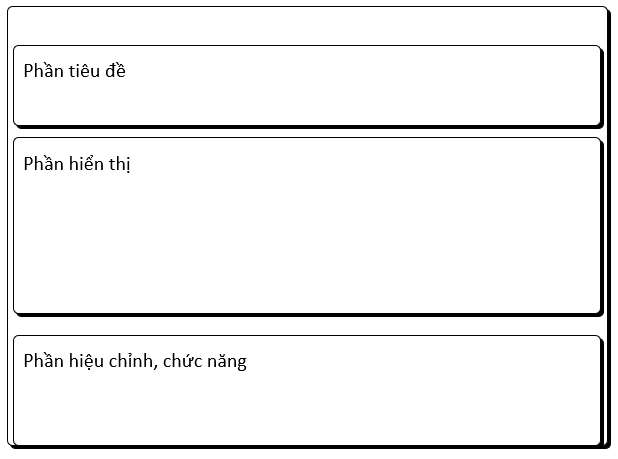 Phần tiêu đề
Phần hiển thị
Phần hiệu chỉnh, chức năng